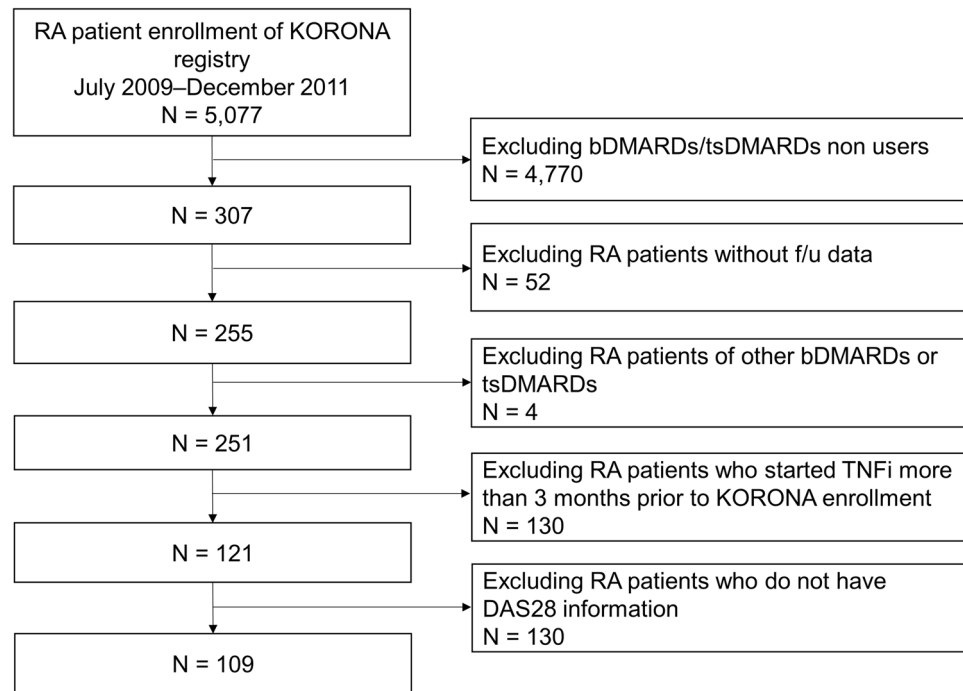 RA patient enrollment of KORONA
registry
July 2009–December 2011
N = 5,077
Excluding bDMARDs/tsDMARDs non users
N = 4,770
N = 307
Excluding RA patients without f/u data
N = 52
N = 255
Excluding RA patients of other bDMARDs or
tsDMARDs
N = 4
N = 251
Excluding RA patients who started TNFi more
than 3 months prior to KORONA enrollment
N = 130
N = 121
Excluding RA patients who do not have
DAS28 information
N = 130
N = 109